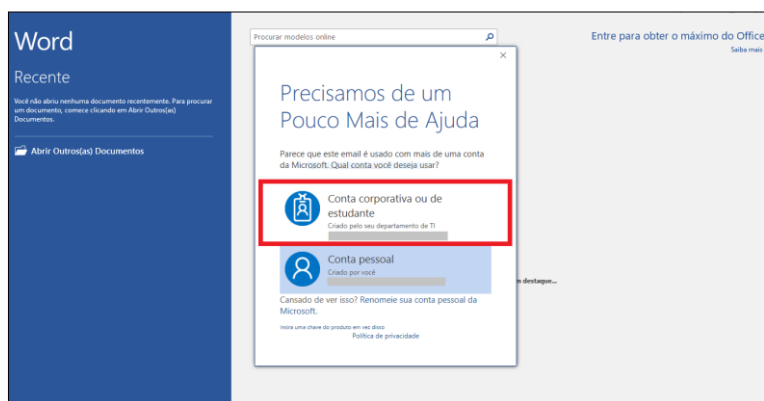 Word
Recente
Você não abriu nenhuma documento recentemente. Para procurar
um documento, comece clicando em Abrir Outros(as)
Documentos.
Abrir Outros(as) Documentos
Procurar modelos online
Entre para obter o máximo do Office
Saiba mais
Precisamos de um
Pouco Mais de Ajuda
Parece que este email é usado com mais de uma conta
da Microsoft. Qual conta você deseja usar?
Conta corporativa ou de
estudante
Criado pelo seu departamento de TI
Conta pessoal
Criado por você
Cansado de ver isso? Renomeie sua conta pessoal da
Microsoft.
Insira uma chave do produto em vez disso
Política de privacidade
m destaque...